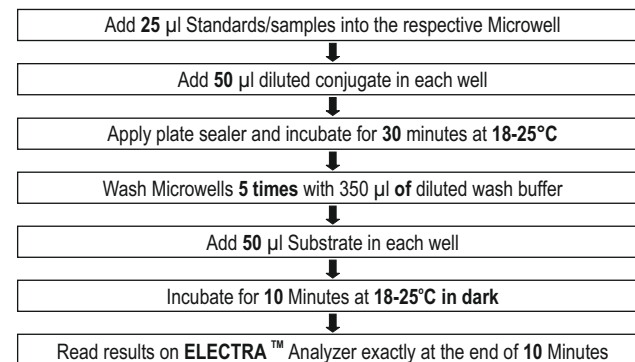 Add 25 µl Standards/samples into the respective Microwell
Add 50 µl diluted conjugate in each well
Apply plate sealer and incubate for 30 minutes at 18-25°C
Wash Microwells 5 times with 350 µl of diluted wash buffer
Add 50 µl Substrate in each well
Incubate for 10 Minutes at 18-25°C in dark
Read results on ELECTRA ™ Analyzer exactly at the end of 10 Minutes